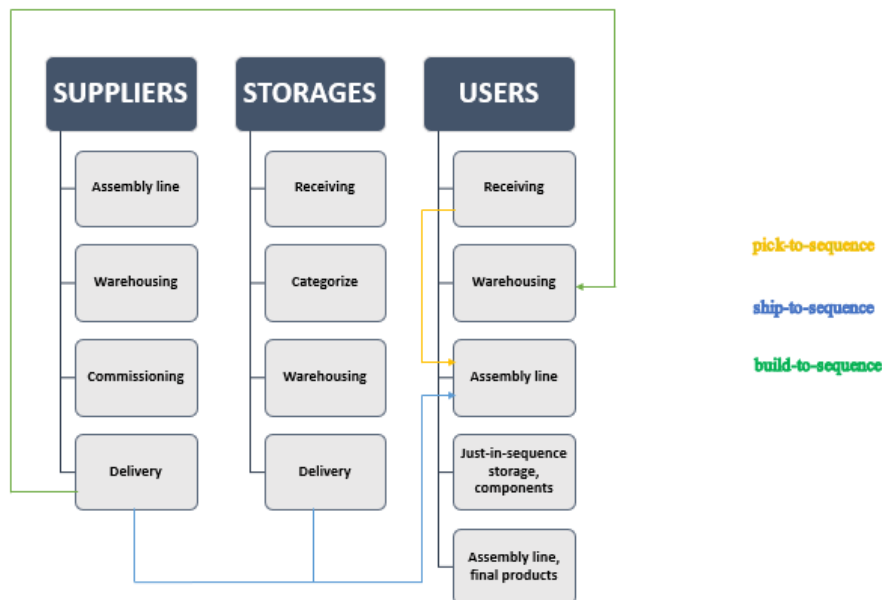 SUPPLIERS
Assembly line
Warehousing
Commissioning
Delivery
STORAGES
Receiving
Categorize
Warehousing
Delivery
USERS
Receiving
Warehousing
Assembly line
Just-in-sequence
storage,
components
Assembly line,
final products
pick-to-sequence
ship-to-sequence
build-to-sequence